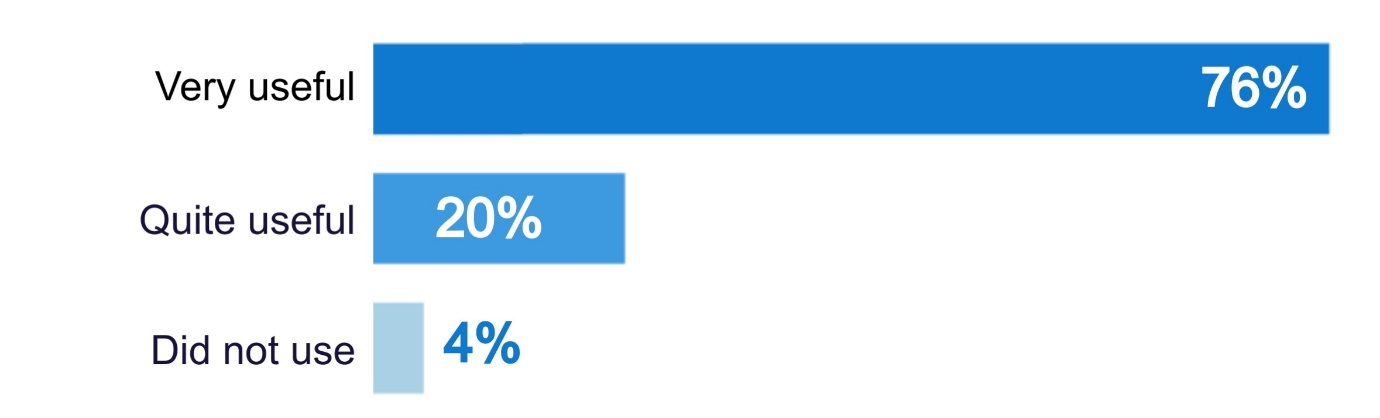 Very useful 76%
Quite useful 20%
Did not use 4%